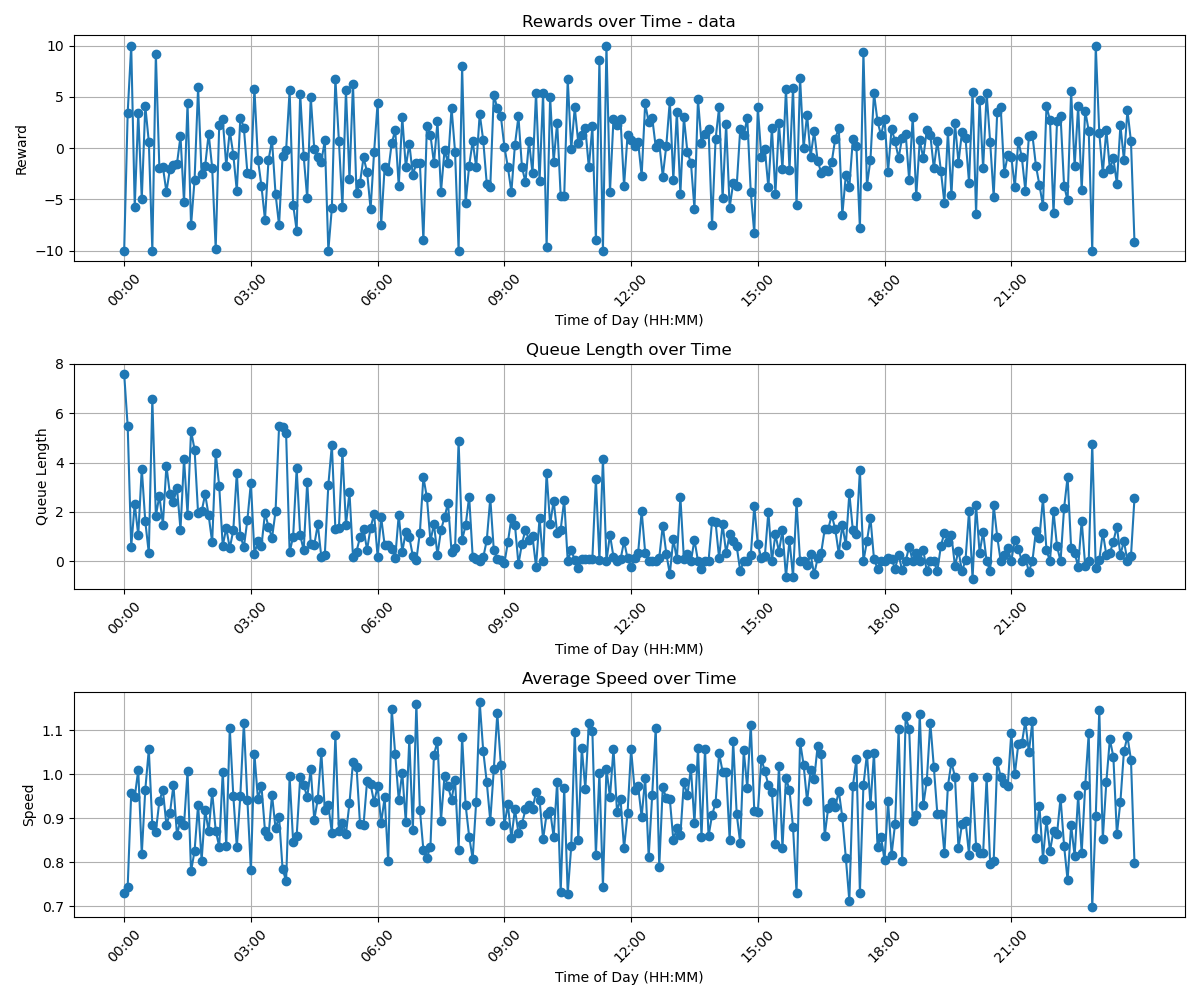 Rewards over Time - data
10
5
0
−5
−10
Reward
00:00 03:00 06:00 09:00 12:00 15:00 18:00 21:00
Time of Day (HH:MM)
Queue Length over Time
8
6
4
2
0
Queue Length
00:00 03:00 06:00 09:00 12:00 15:00 18:00 21:00
Time of Day (HH:MM)
Average Speed over Time
1.1
1.0
0.9
0.8
0.7
Speed
00:00 03:00 06:00 09:00 12:00 15:00 18:00 21:00
Time of Day (HH:MM)